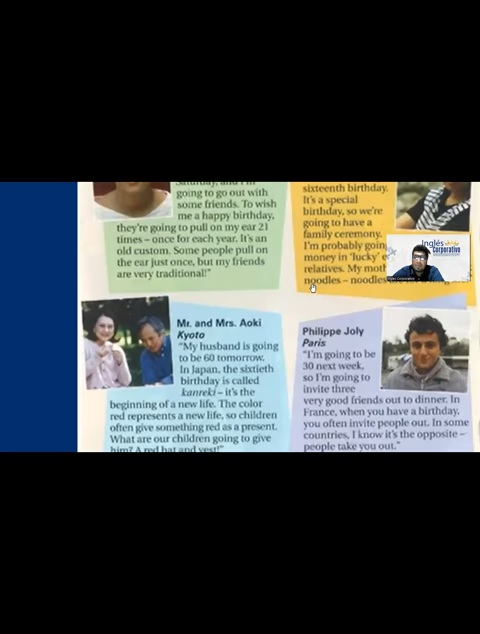 Saturday, and I'm
going to go out with
some friends. To wish
me a happy birthday,
they're going to pull on my ear 21
times – once for each year. It's an
old custom. Some people pull on
the ear just once, but my friends
are very traditional!"
sixteenth birthday.
It's a special
birthday, so we're
going to have a
family ceremony.
I'm probably goin
money in 'lucky' e
relatives. My moth
noodles – noodles
Inglés
Corporativo
Mr. and Mrs. Aoki
Kyoto
"My husband is going
to be 60 tomorrow.
In Japan, the sixtieth
birthday is called
kanreki – it's the
beginning of a new life. The color
red represents a new life, so children
often give something red as a present.
What are our children going to give
him? A red hat and vest!"
Philippe Joly
Paris
"I'm going to be
30 next week,
so I'm going to
invite three
very good friends out to dinner. In
France, when you have a birthday,
you often invite people out. In some
countries, I know it's the opposite –
people take you out."